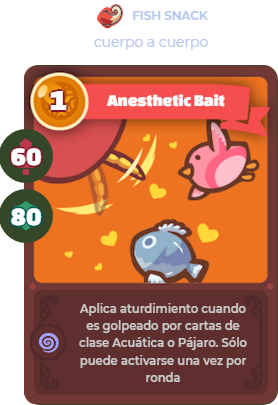 FISH SNACK
cuerpo a cuerpo
1
Anesthetic Bait
60
80
Aplica aturdimiento cuando
es golpeado por cartas de
clase Acuática o Pájaro. Sólo
puede activarse una vez por
ronda